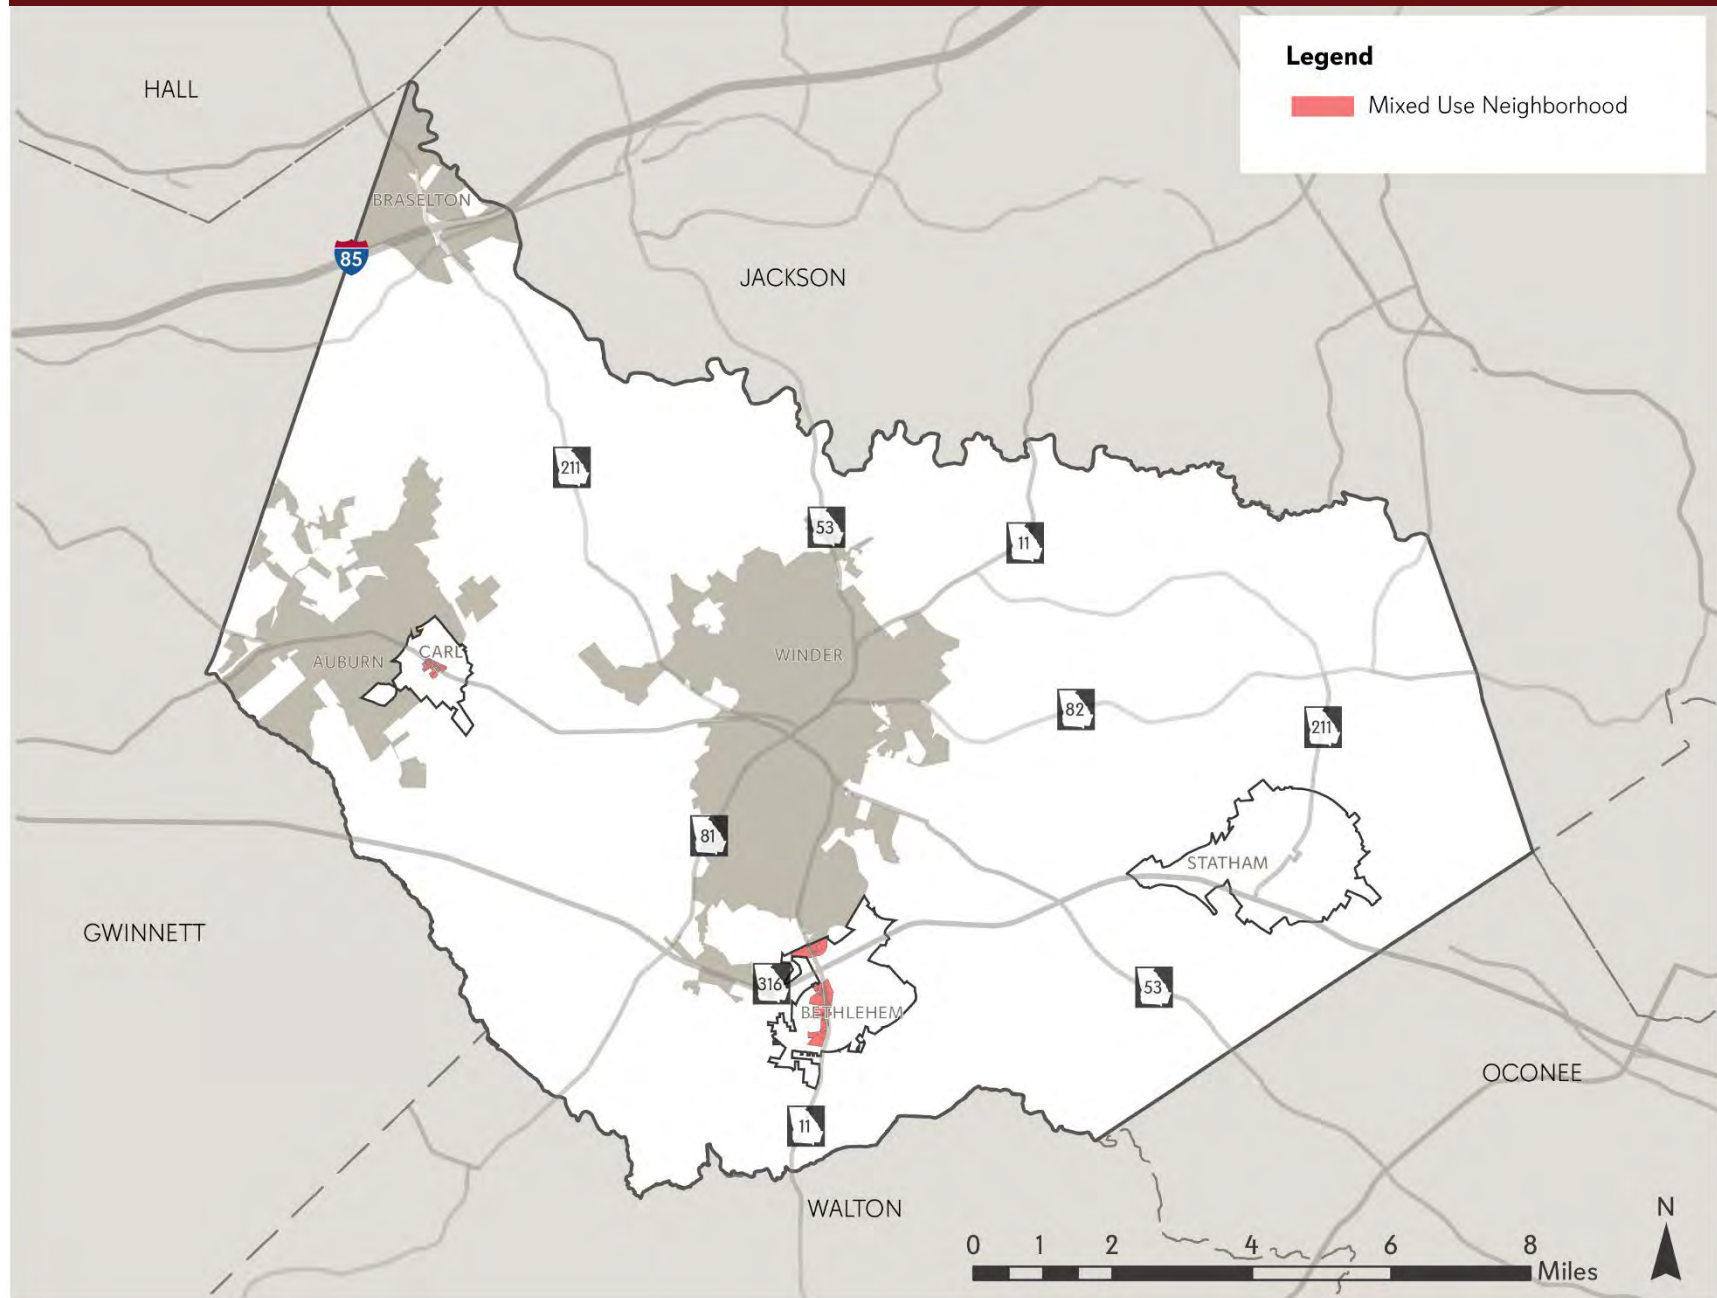 Legend
Mixed Use Neighborhood
HALL
BRASELTON
85
JACKSON
211
53
11
CARL
AUBURN
WINDER
82
211
81
STATHAM
GWINNETT
316
53
BETHLEHEM
OCONEE
11
WALTON
N
0 1 2 4 6 8
Miles